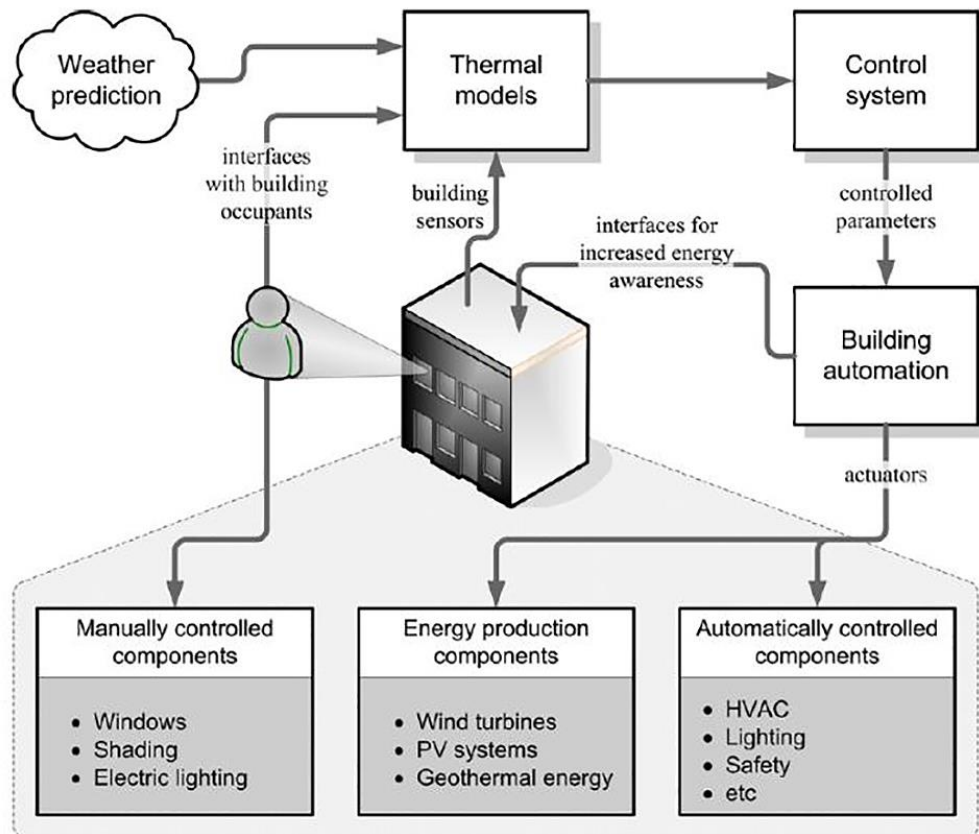 Weather
prediction
Thermal
models
Control
system
interfaces
with building
occupants
building
sensors
controlled
parameters
interfaces for
increased energy
awareness
Building
automation
actuators
Manually controlled
components
• Windows
• Shading
• Electric lighting
Energy production
components
• Wind turbines
• PV systems
• Geothermal energy
Automatically controlled
components
• HVAC
• Lighting
• Safety
• etc